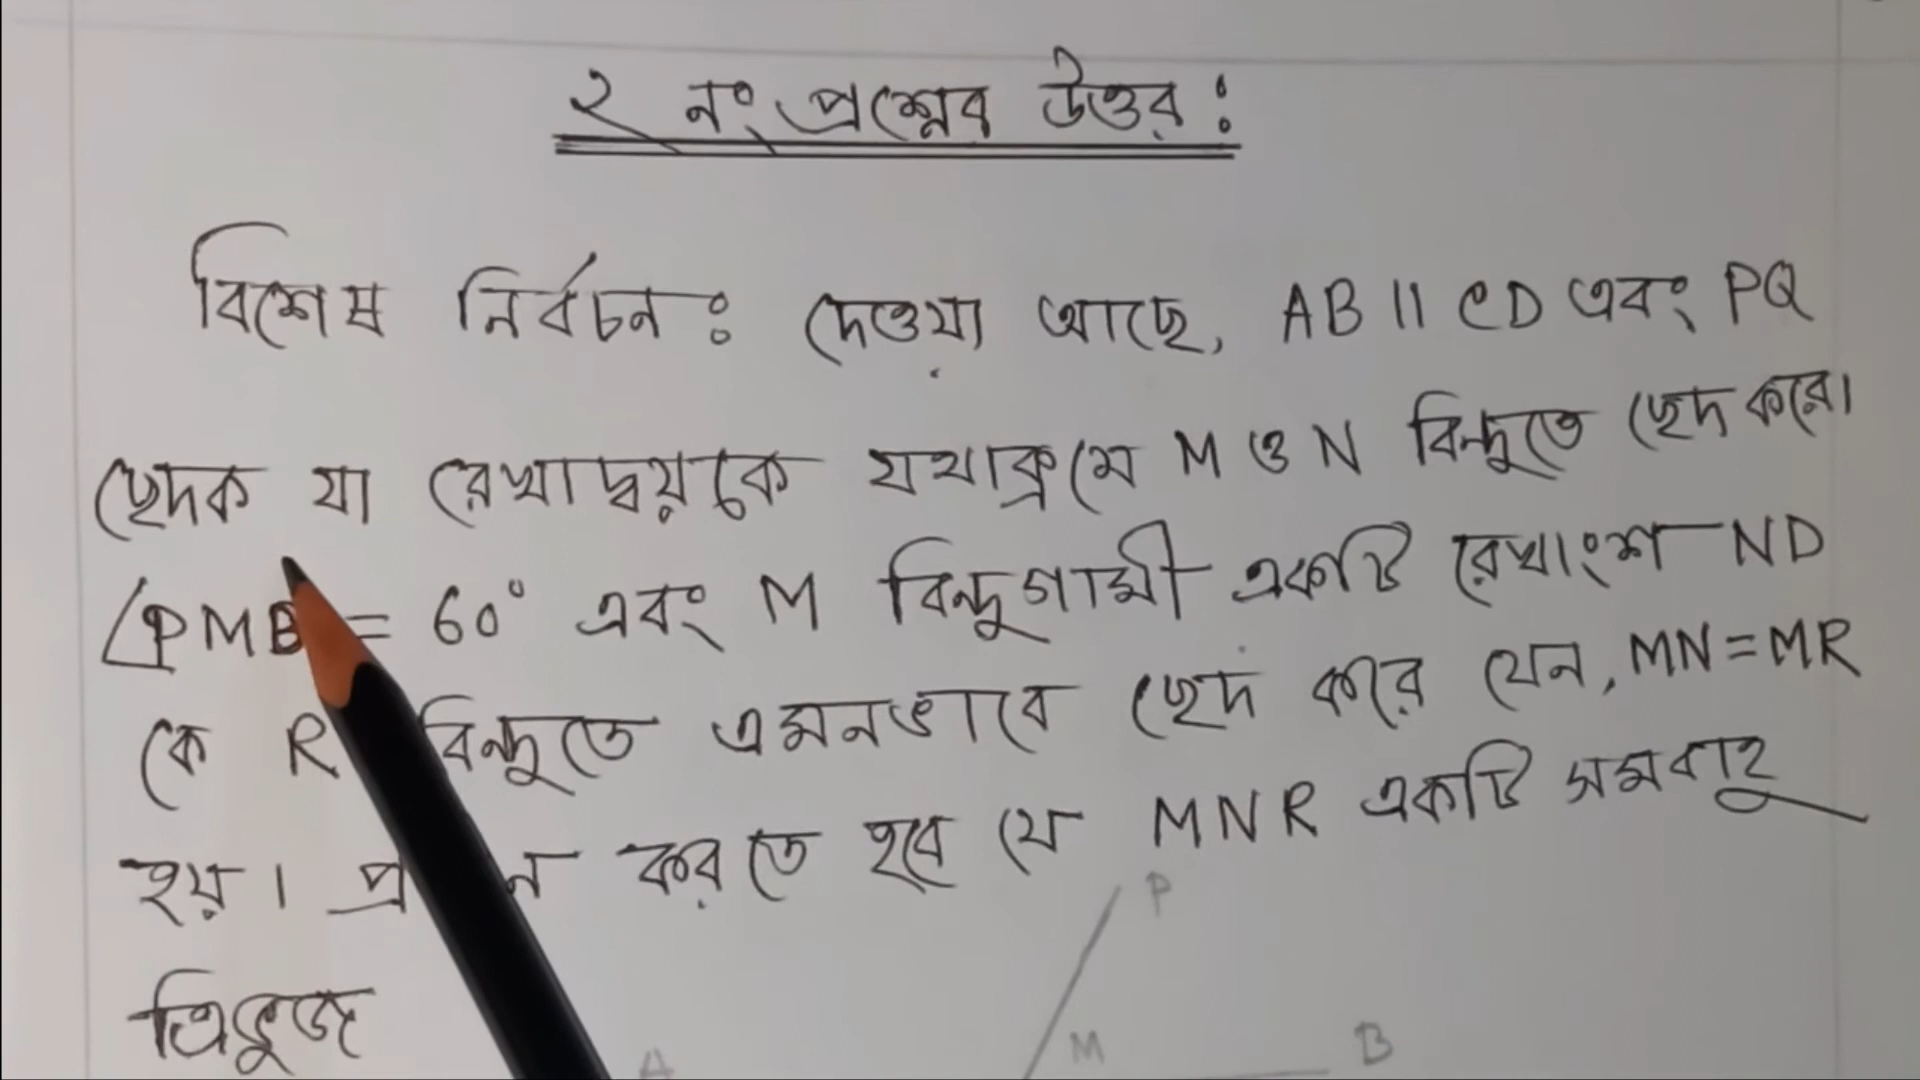 ২ নং প্রশ্নের উত্তর :
বিশেষ নির্বচন : দেওয়া আছে, AB || CD এবং PQ
ছেদক যা রেখাদ্বয়কে যথাক্রমে M ও N বিন্দুতে ছেদ করে।
∠PMB = 60° এবং M বিন্দুগামী একটি রেখাংশ ND
কে R বিন্দুতে এমনভাবে ছেদ করে যেন, MN = MR
হয়। করতে হবে যে MNR একটি সমবাহু
ত্রিভুজ
P
A M B